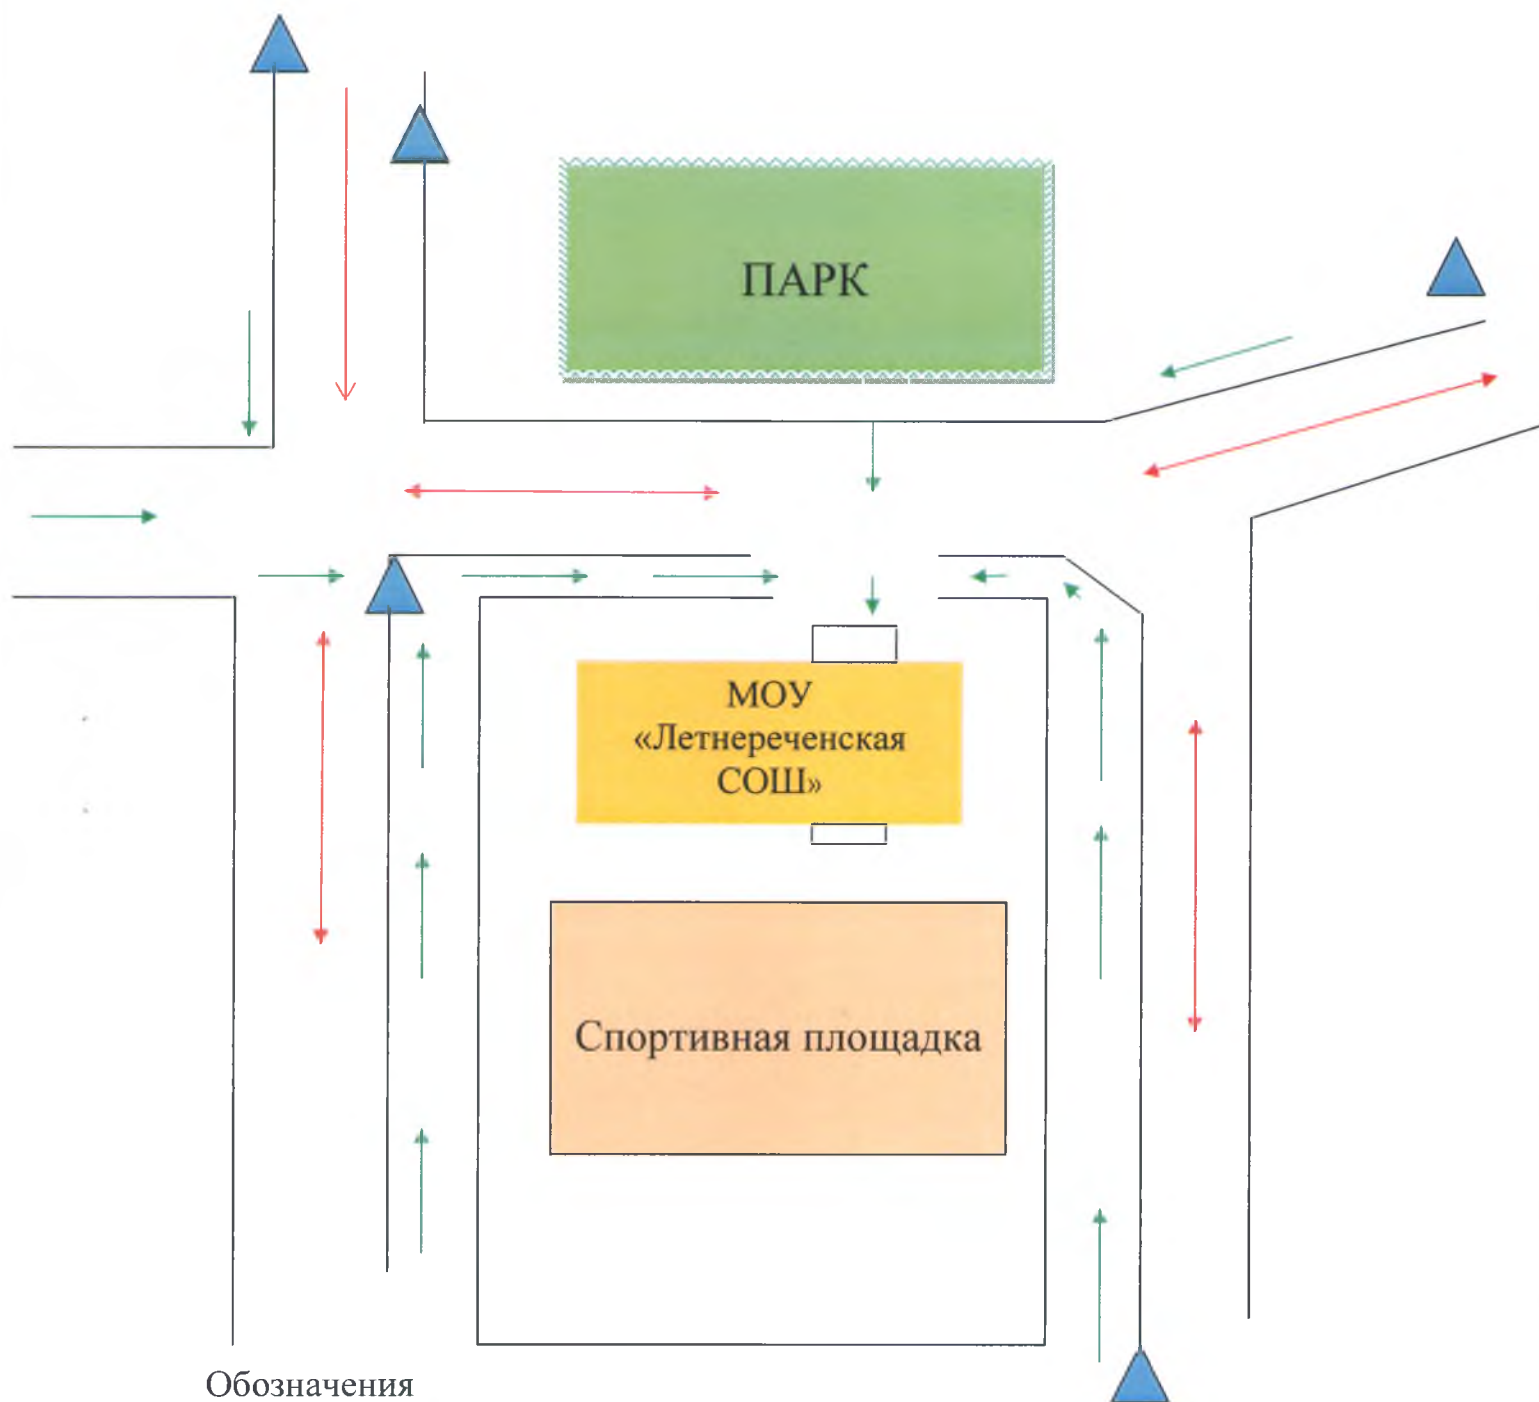 ПАРК
МОУ
«Летнереченская
СОШ»
Спортивная площадка
Обозначения